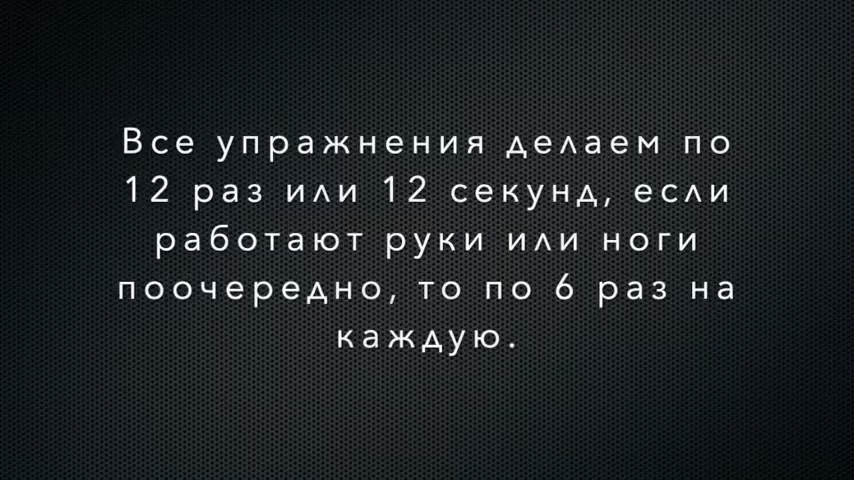 Все упражнения делаем по
12 раз или 12 секунд, если
работают руки или ноги
поочередно, то по 6 раз на
каждую.